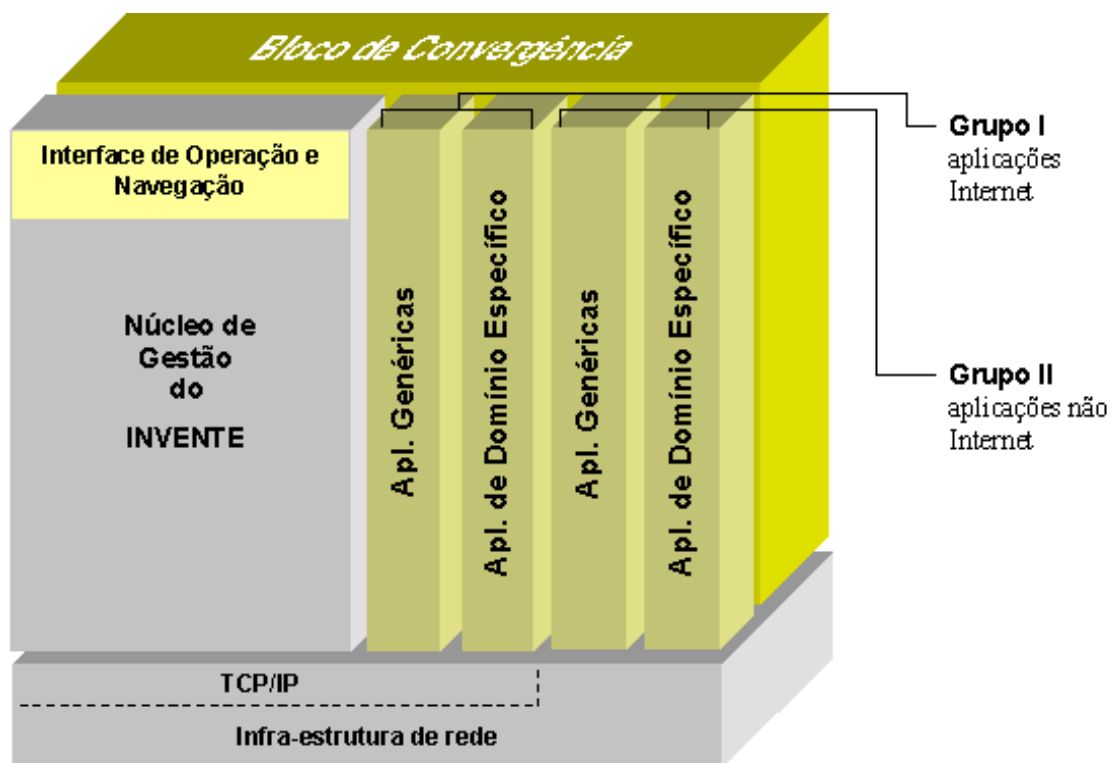 Bloco de Convergência
Interface de Operação e
Navegação
Núcleo de
Gestão
do
INVENTE
Apl. Genéricas
Apl. de Domínio Específico
Apl. Genéricas
Apl. de Domínio Específico
Grupo I
aplicações
Internet
Grupo II
aplicações não
Internet
TCP/IP
Infra-estrutura de rede